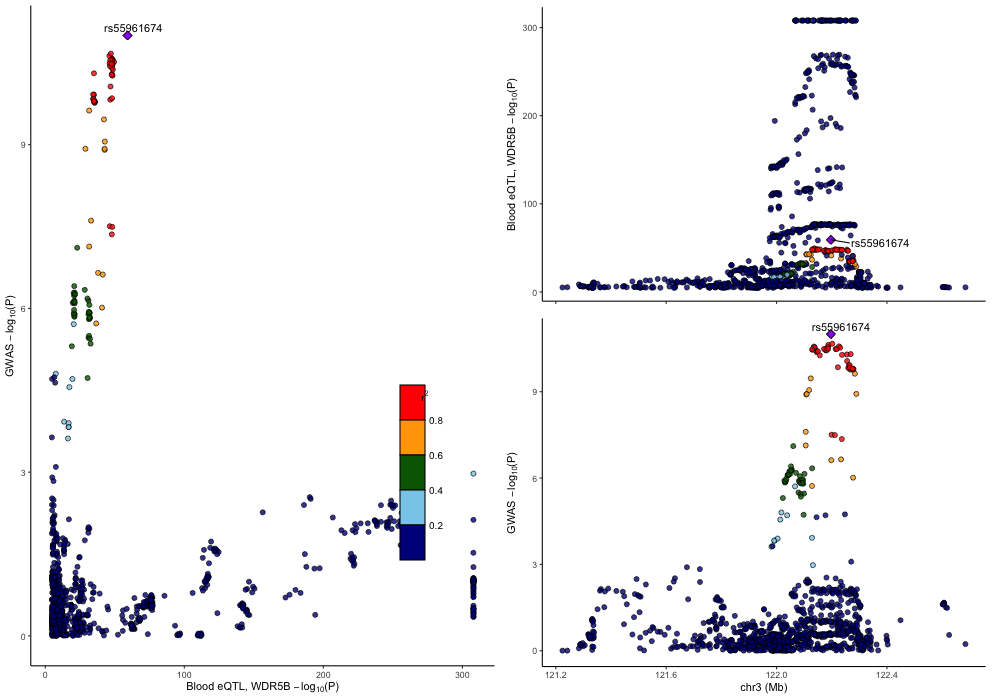 rs55961674
9
6
3
0
GWAS − log10(P)
0
100
200
300
Blood eQTL, WDR5B − log10(P)
r2
0.8
0.6
0.4
0.2
300
200
100
0
Blood eQTL, WDR5B − log10(P)
rs55961674
rs55961674
9
6
3
0
GWAS − log10(P)
121.2
121.6
122.0
122.4
chr3 (Mb)